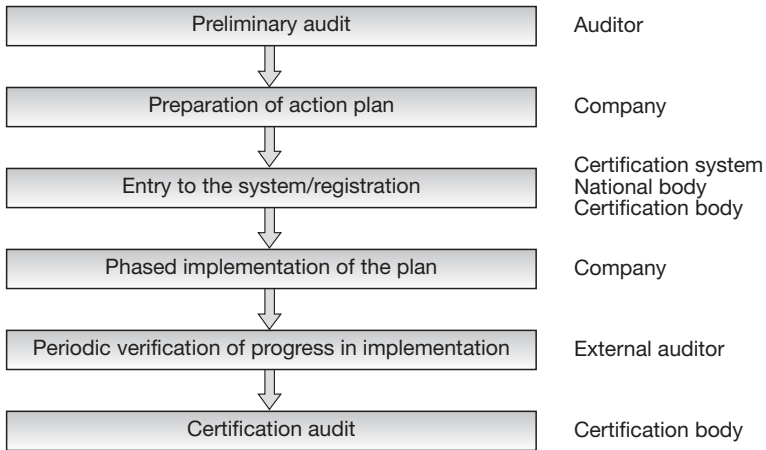 Preliminary audit
Auditor
Preparation of action plan
Company
Entry to the system/registration
Certification system
National body
Certification body
Phased implementation of the plan
Company
Periodic verification of progress in implementation
External auditor
Certification audit
Certification body